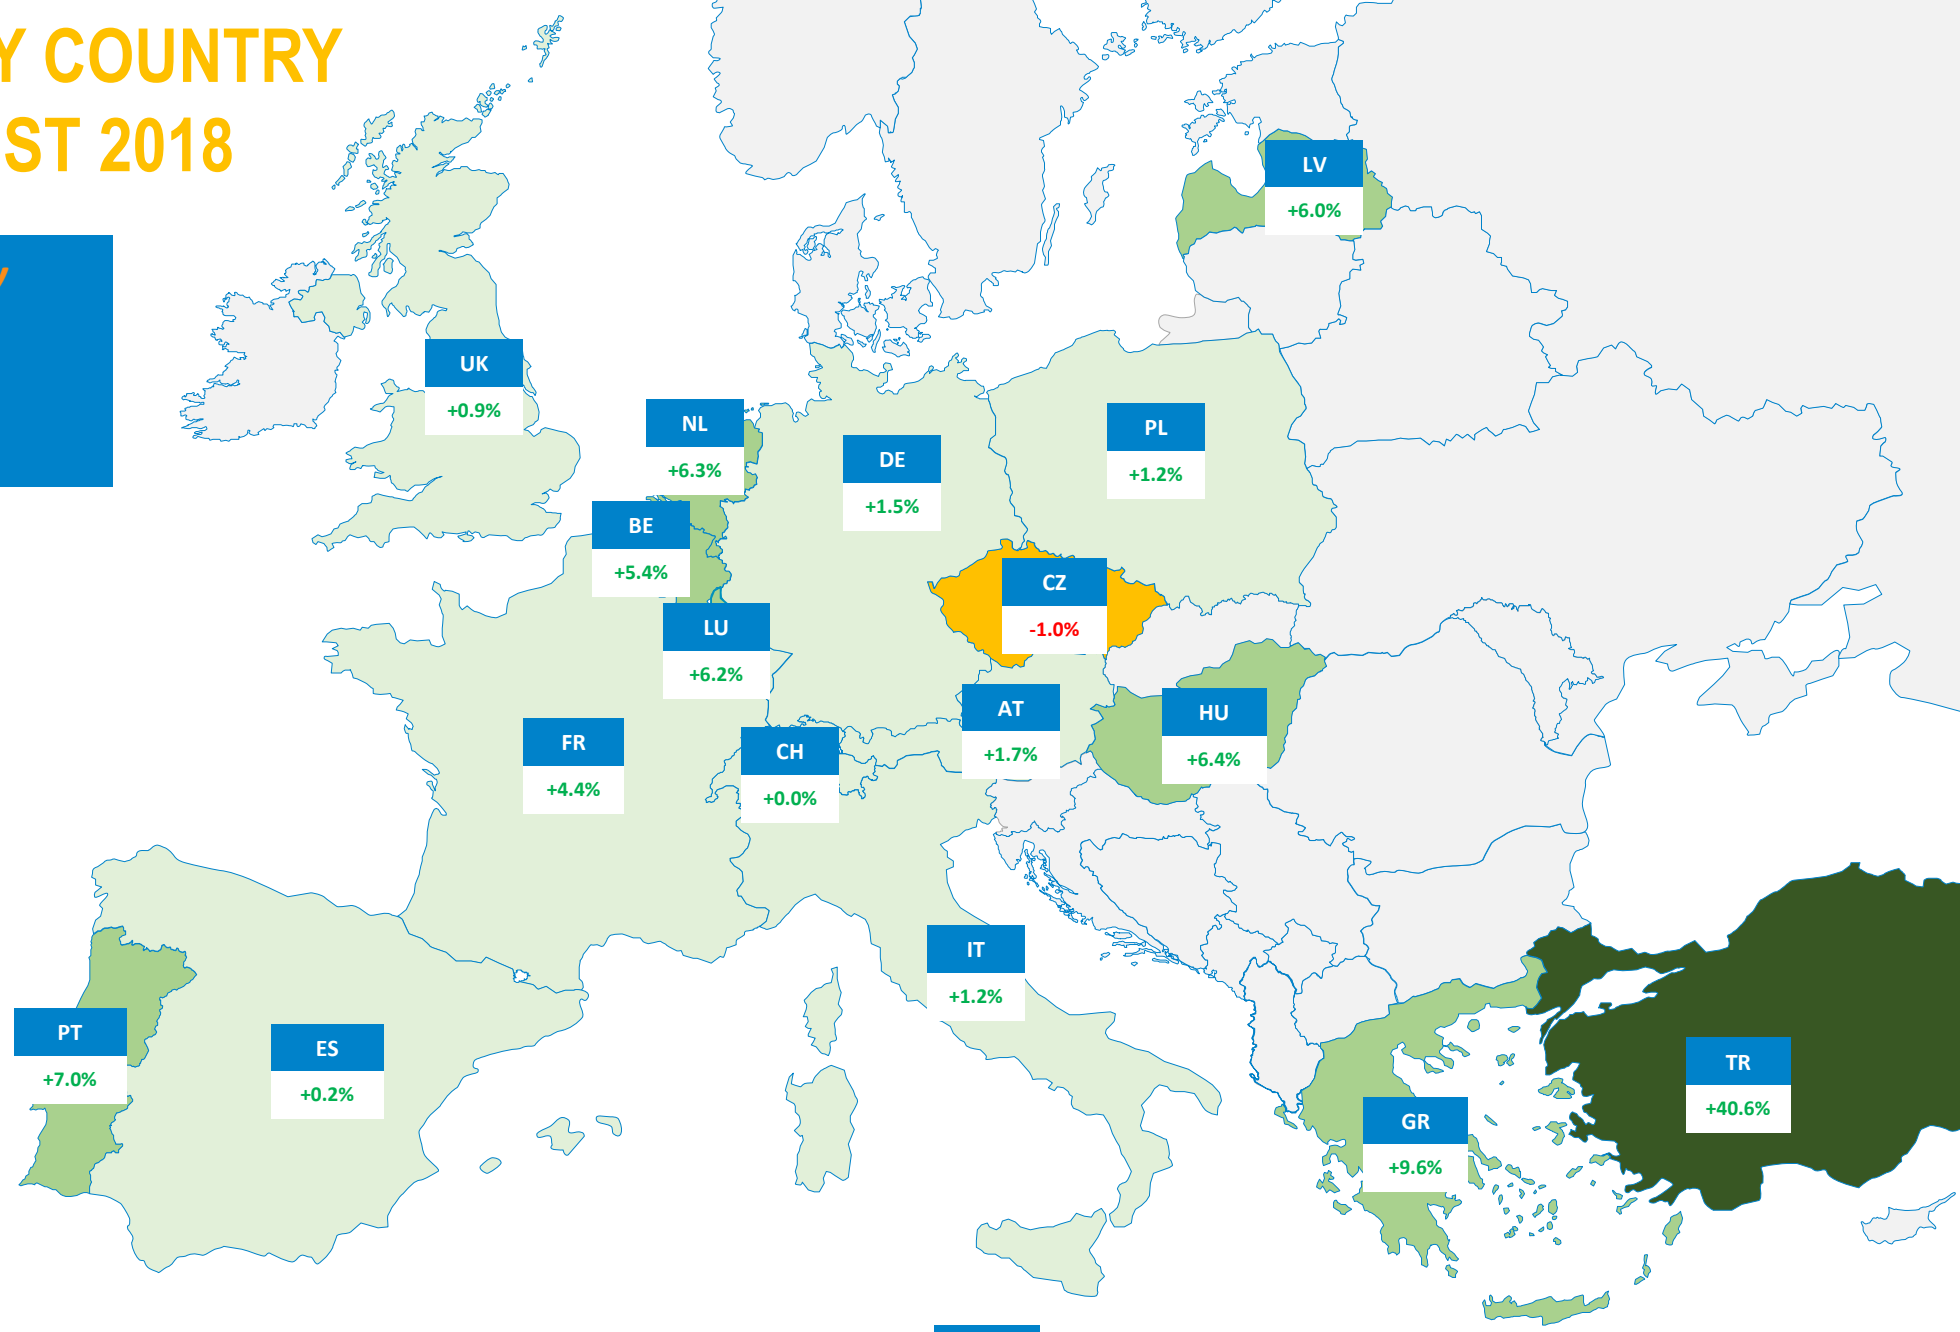 Y COUNTRY
ST 2018
LV
+6.0%
UK
+0.9%
NL
+6.3%
DE
+1.5%
PL
+1.2%
BE
+5.4%
CZ
-1.0%
LU
+6.2%
AT
+1.7%
HU
+6.4%
FR
+4.4%
CH
+0.0%
IT
+1.2%
PT
+7.0%
ES
+0.2%
TR
+40.6%
GR
+9.6%